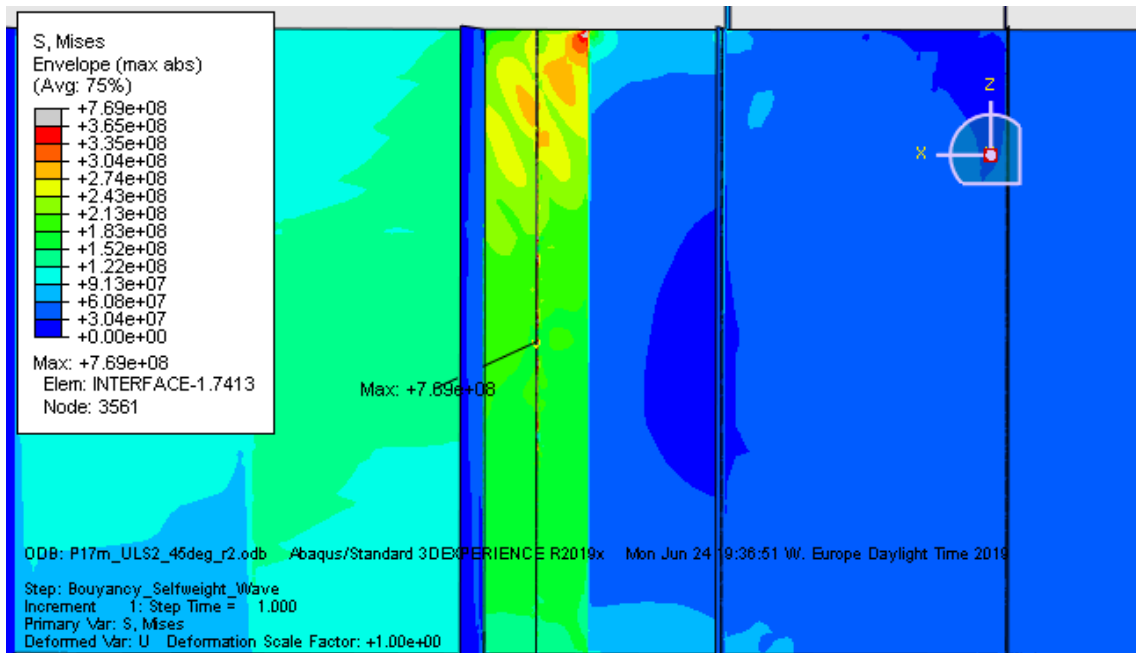 S, Mises
Envelope (max abs)
(Avg: 75%)
+7.69e+08
+3.65e+08
+3.35e+08
+3.04e+08
+2.74e+08
+2.43e+08
+2.13e+08
+1.83e+08
+1.52e+08
+1.22e+08
+9.13e+07
+6.08e+07
+3.04e+07
+0.00e+00
Max: +7.69e+08
Elem: INTERFACE-1.7413
Node: 3561
Z
X
Max: +7.69e+08
ODB: P17m_ULS2_45deg_r2.odb Abaqus/Standard 3DEXPERIENCE R2019x Mon Jun 24 19:36:51 W. Europe Daylight Time 2019
Step: Bouyancy_Selfweight_Wave
Increment 1: Step Time = 1.000
Primary Var: S, Mises
Deformed Var: U Deformation Scale Factor: +1.00e+00